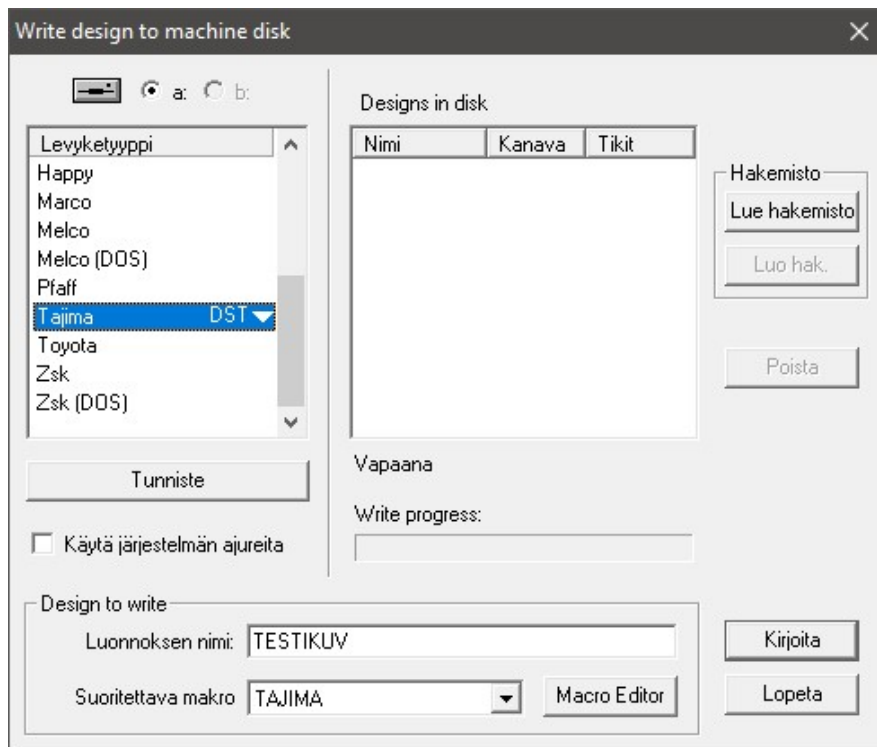 Write design to machine disk
a: b:
Levyketyyppi
Happy
Marco
Melco
Melco (DOS)
Pfaff
Tajima DST
Toyota
Zsk
Zsk (DOS)
Tunniste
Käytä järjestelmän ajureita
Designs in disk
Nimi Kanava Tikit
Vapaana
Write progress:
Hakemisto
Lue hakemisto
Luo hak.
Poista
Design to write
Luonnoksen nimi: TESTIKUV
Suoritettava makro TAJIMA Macro Editor
Kirjoita
Lopeta